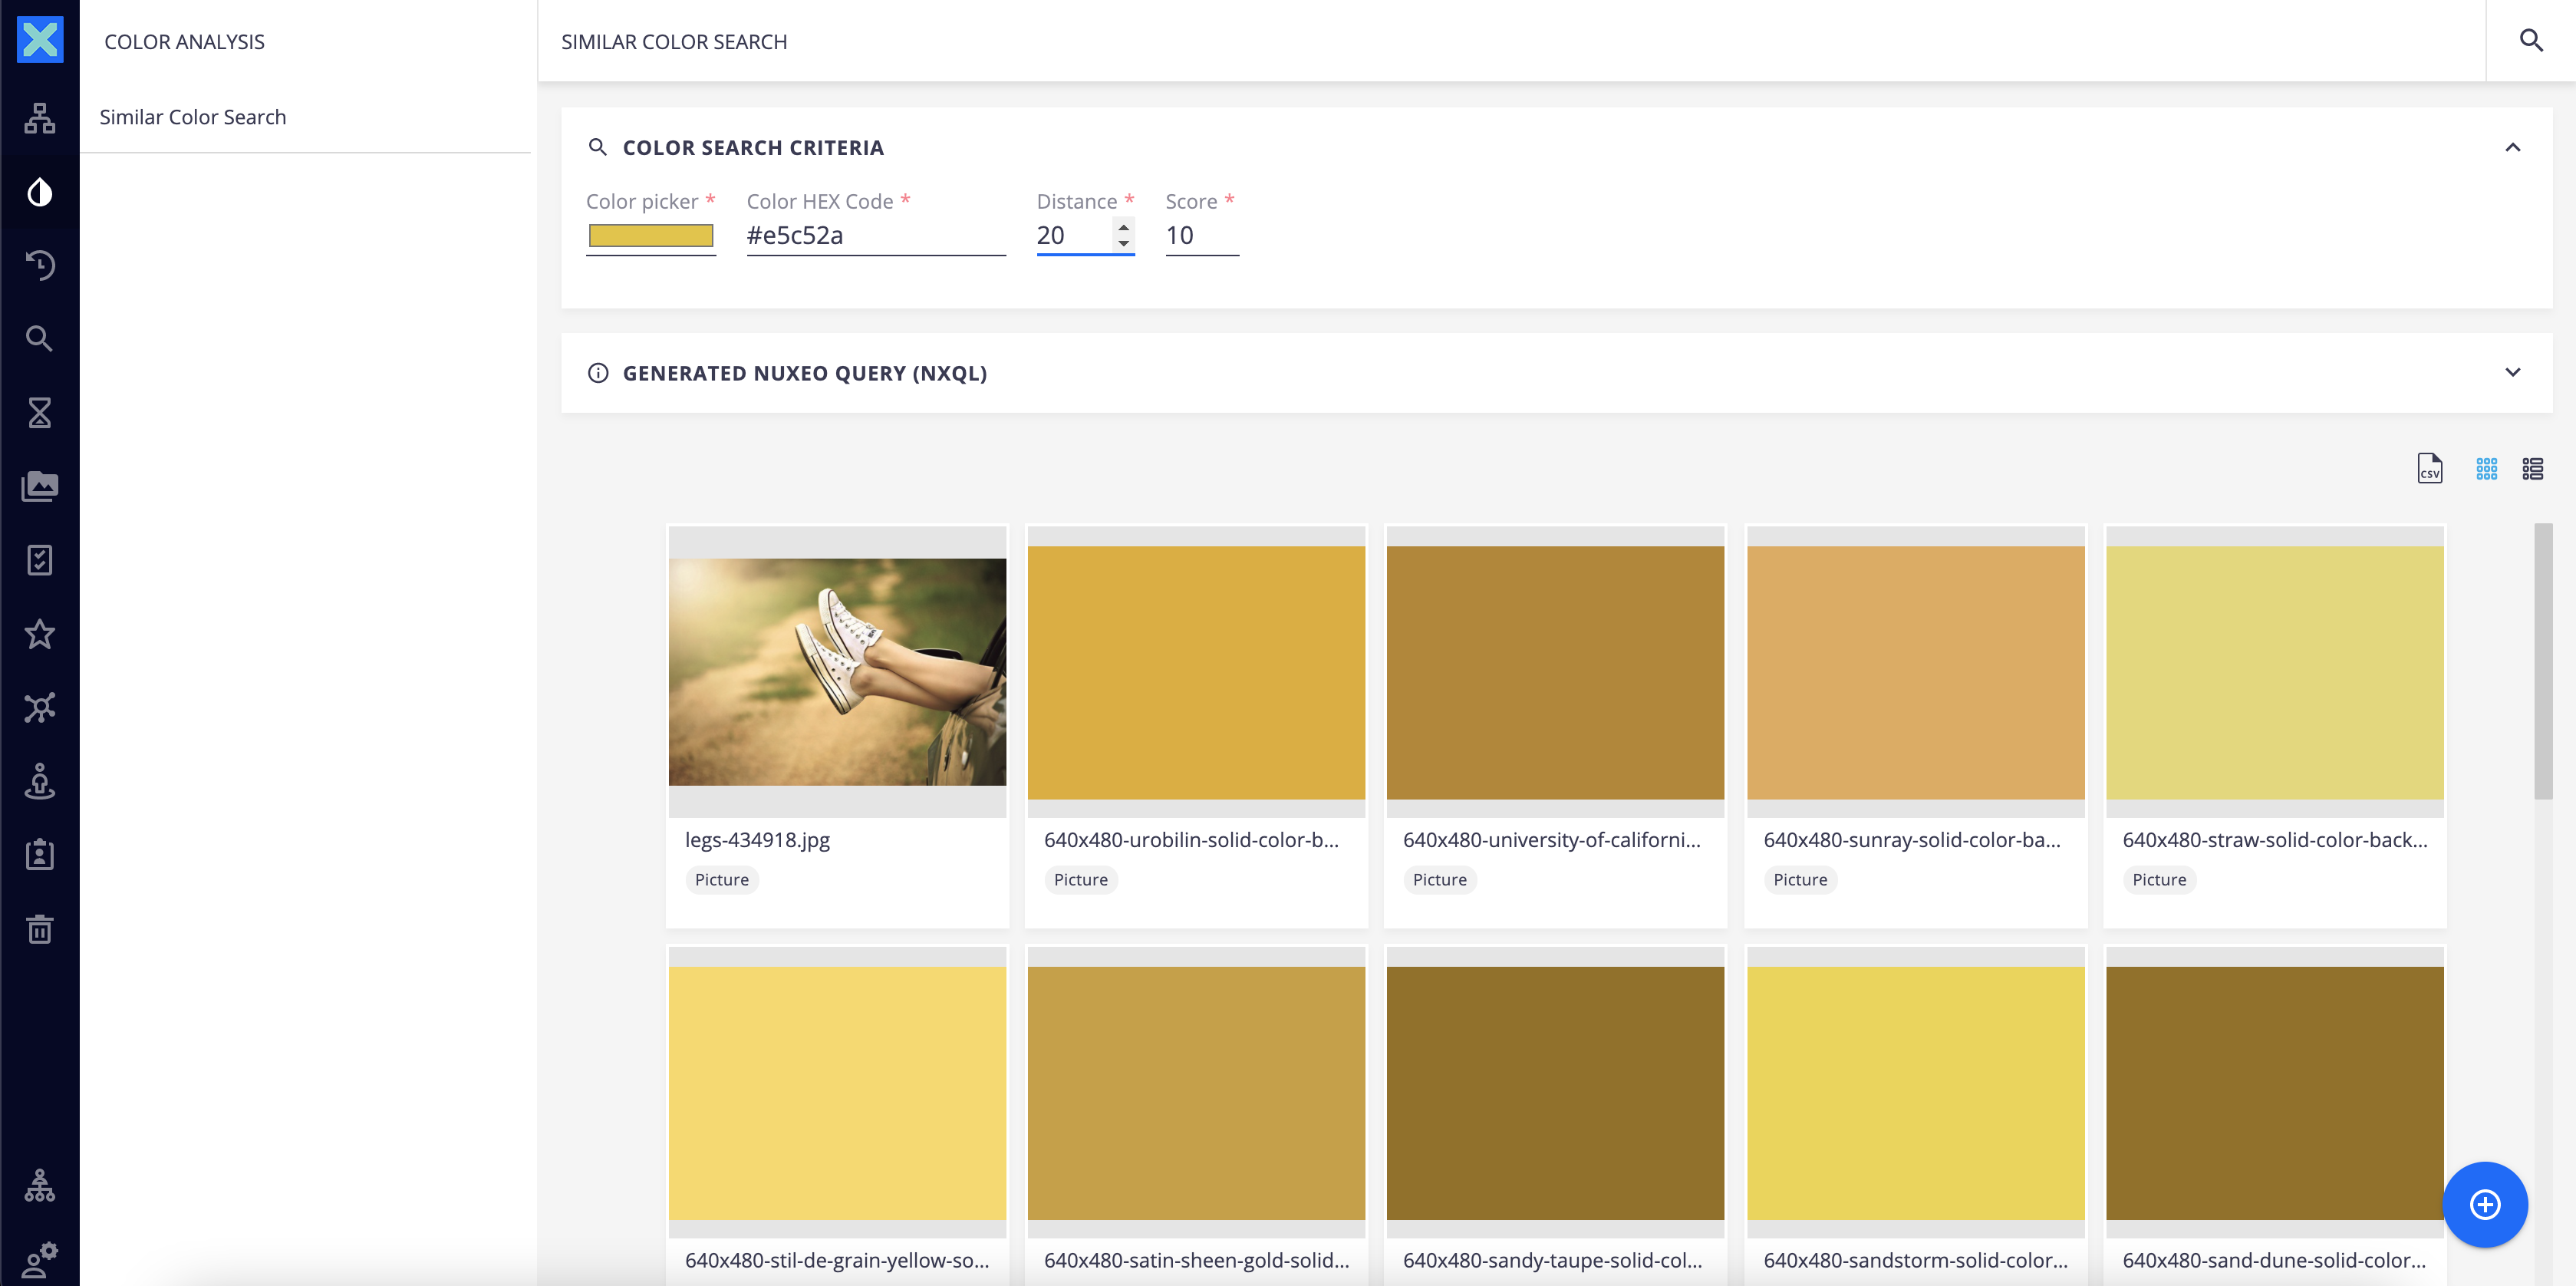 COLOR ANALYSIS
SIMILAR COLOR SEARCH
Similar Color Search
COLOR SEARCH CRITERIA
Color picker * Color HEX Code * Distance * Score *
#e5c52a 20 10
GENERATED NUXEO QUERY (NXQL)
CSV
legs-434918.jpg 640x480-urobilin-solid-color-b... 640x480-university-of-californi... 640x480-sunray-solid-color-ba... 640x480-straw-solid-color-back...
Picture Picture Picture Picture Picture
640x480-stil-de-grain-yellow-so... 640x480-satin-sheen-gold-solid... 640x480-sandy-taupe-solid-col... 640x480-sandstorm-solid-color... 640x480-sand-dune-solid-color...